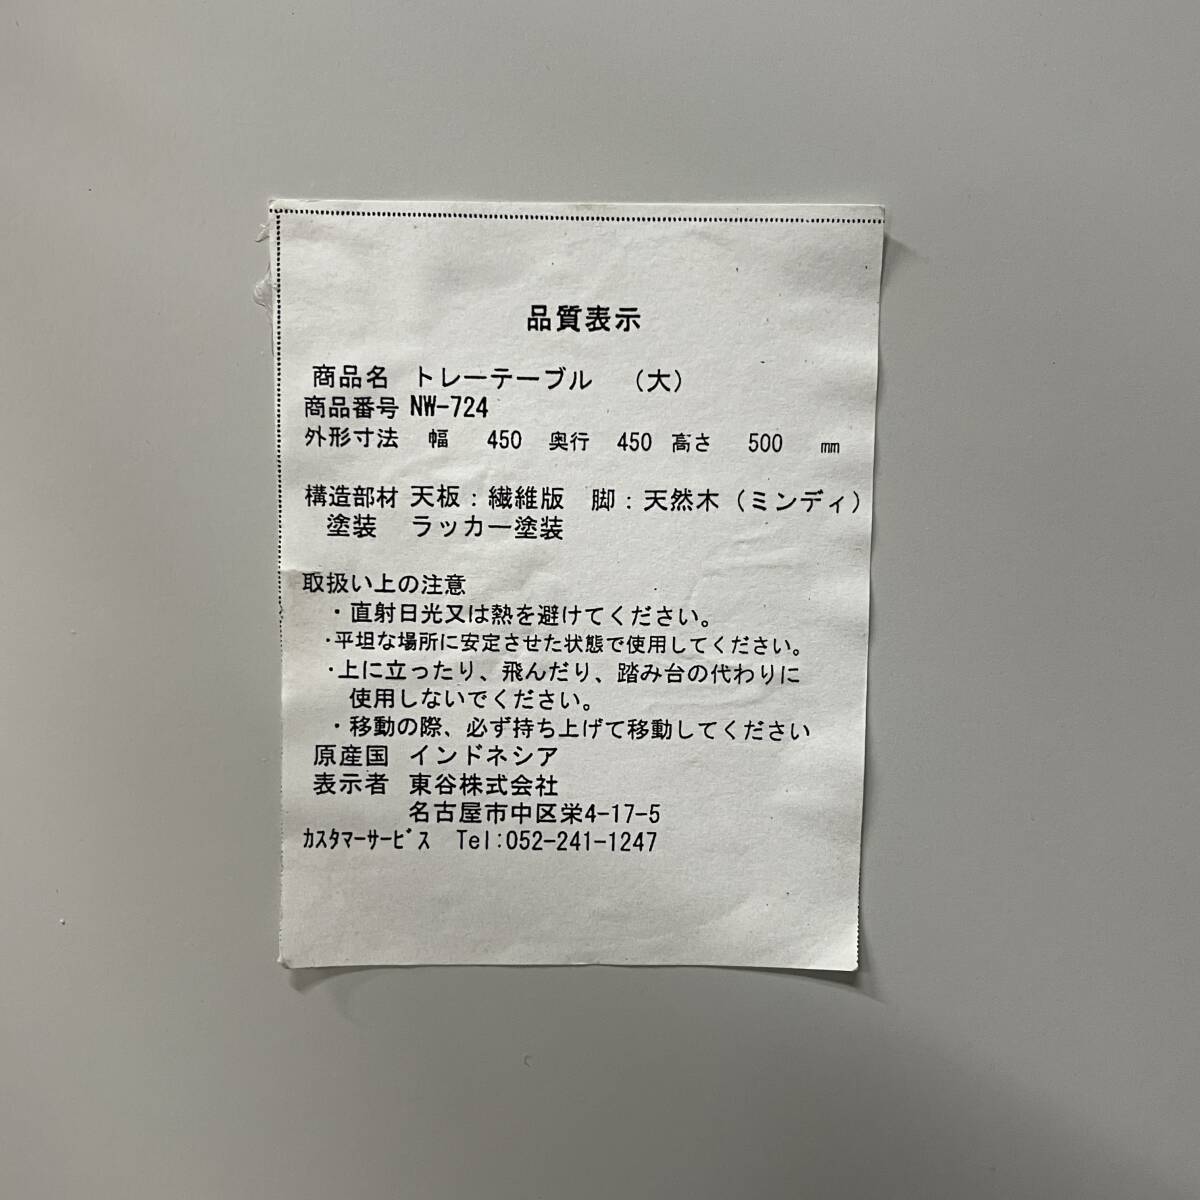 品質表示
商品名 トレーテーブル （大）
商品番号 NW-724
外形寸法 幅 450 奥行 450 高さ 500 ㎜
構造部材 天板：繊維版 脚：天然木（ミンディ）
塗装 ラッカー塗装
取扱い上の注意
・直射日光又は熱を避けてください。
・平坦な場所に安定させた状態で使用してください。
・上に立ったり、飛んだり、踏み台の代わりに
使用しないでください。
・移動の際、必ず持ち上げて移動してください
原産国 インドネシア
表示者 東谷株式会社
名古屋市中区栄4-17-5
ｶｽﾀﾏｰｻｰﾋﾞｽ Tel:052-241-1247